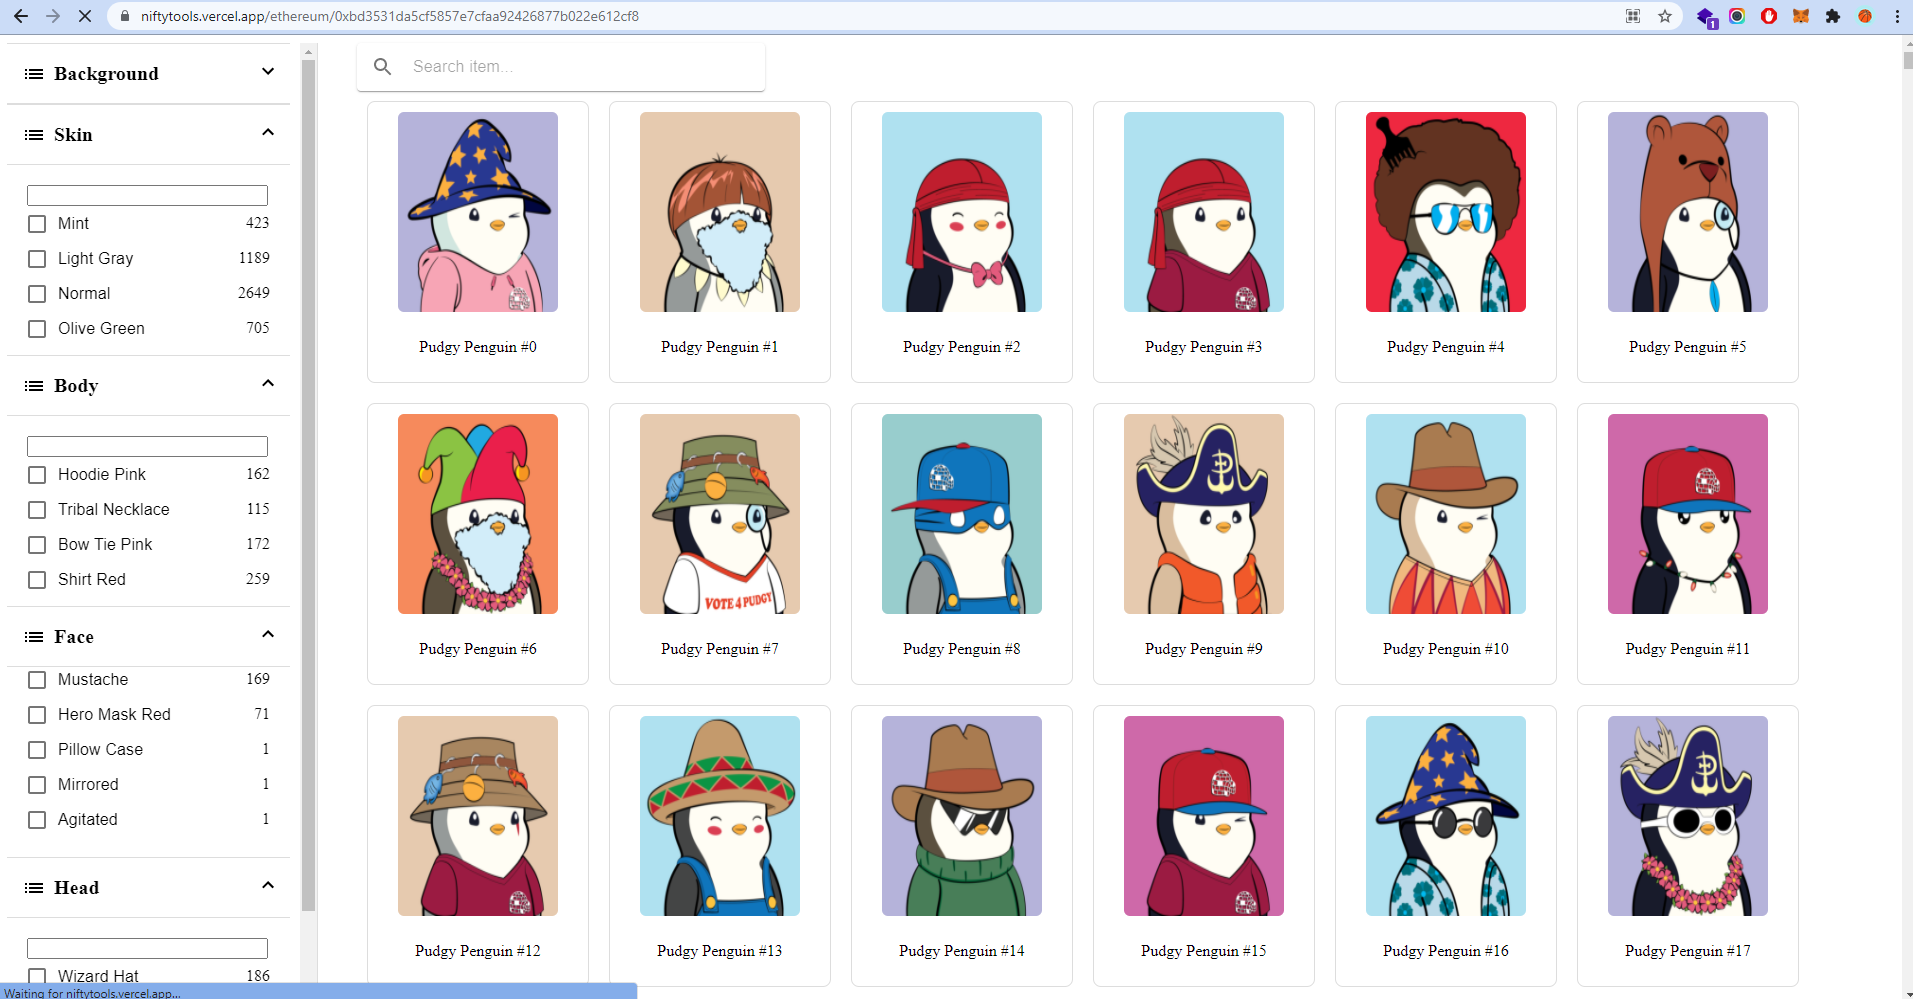 niftytools.vercel.app/ethereum/0xbd3531da5cf5857e7cfaa92426877b022e612cf8
1
Background
Skin
Mint 423
Light Gray 1189
Normal 2649
Olive Green 705
Body
Hoodie Pink 162
Tribal Necklace 115
Bow Tie Pink 172
Shirt Red 259
Face
Mustache 169
Hero Mask Red 71
Pillow Case 1
Mirrored 1
Agitated 1
Head
Wizard Hat 186
Waiting for niftytools.vercel.app...
Search item...
Pudgy Penguin #0
Pudgy Penguin #1
Pudgy Penguin #2
Pudgy Penguin #3
Pudgy Penguin #4
Pudgy Penguin #5
VOTE 4 PUDGY
Pudgy Penguin #6
Pudgy Penguin #7
Pudgy Penguin #8
Pudgy Penguin #9
Pudgy Penguin #10
Pudgy Penguin #11
Pudgy Penguin #12
Pudgy Penguin #13
Pudgy Penguin #14
Pudgy Penguin #15
Pudgy Penguin #16
Pudgy Penguin #17